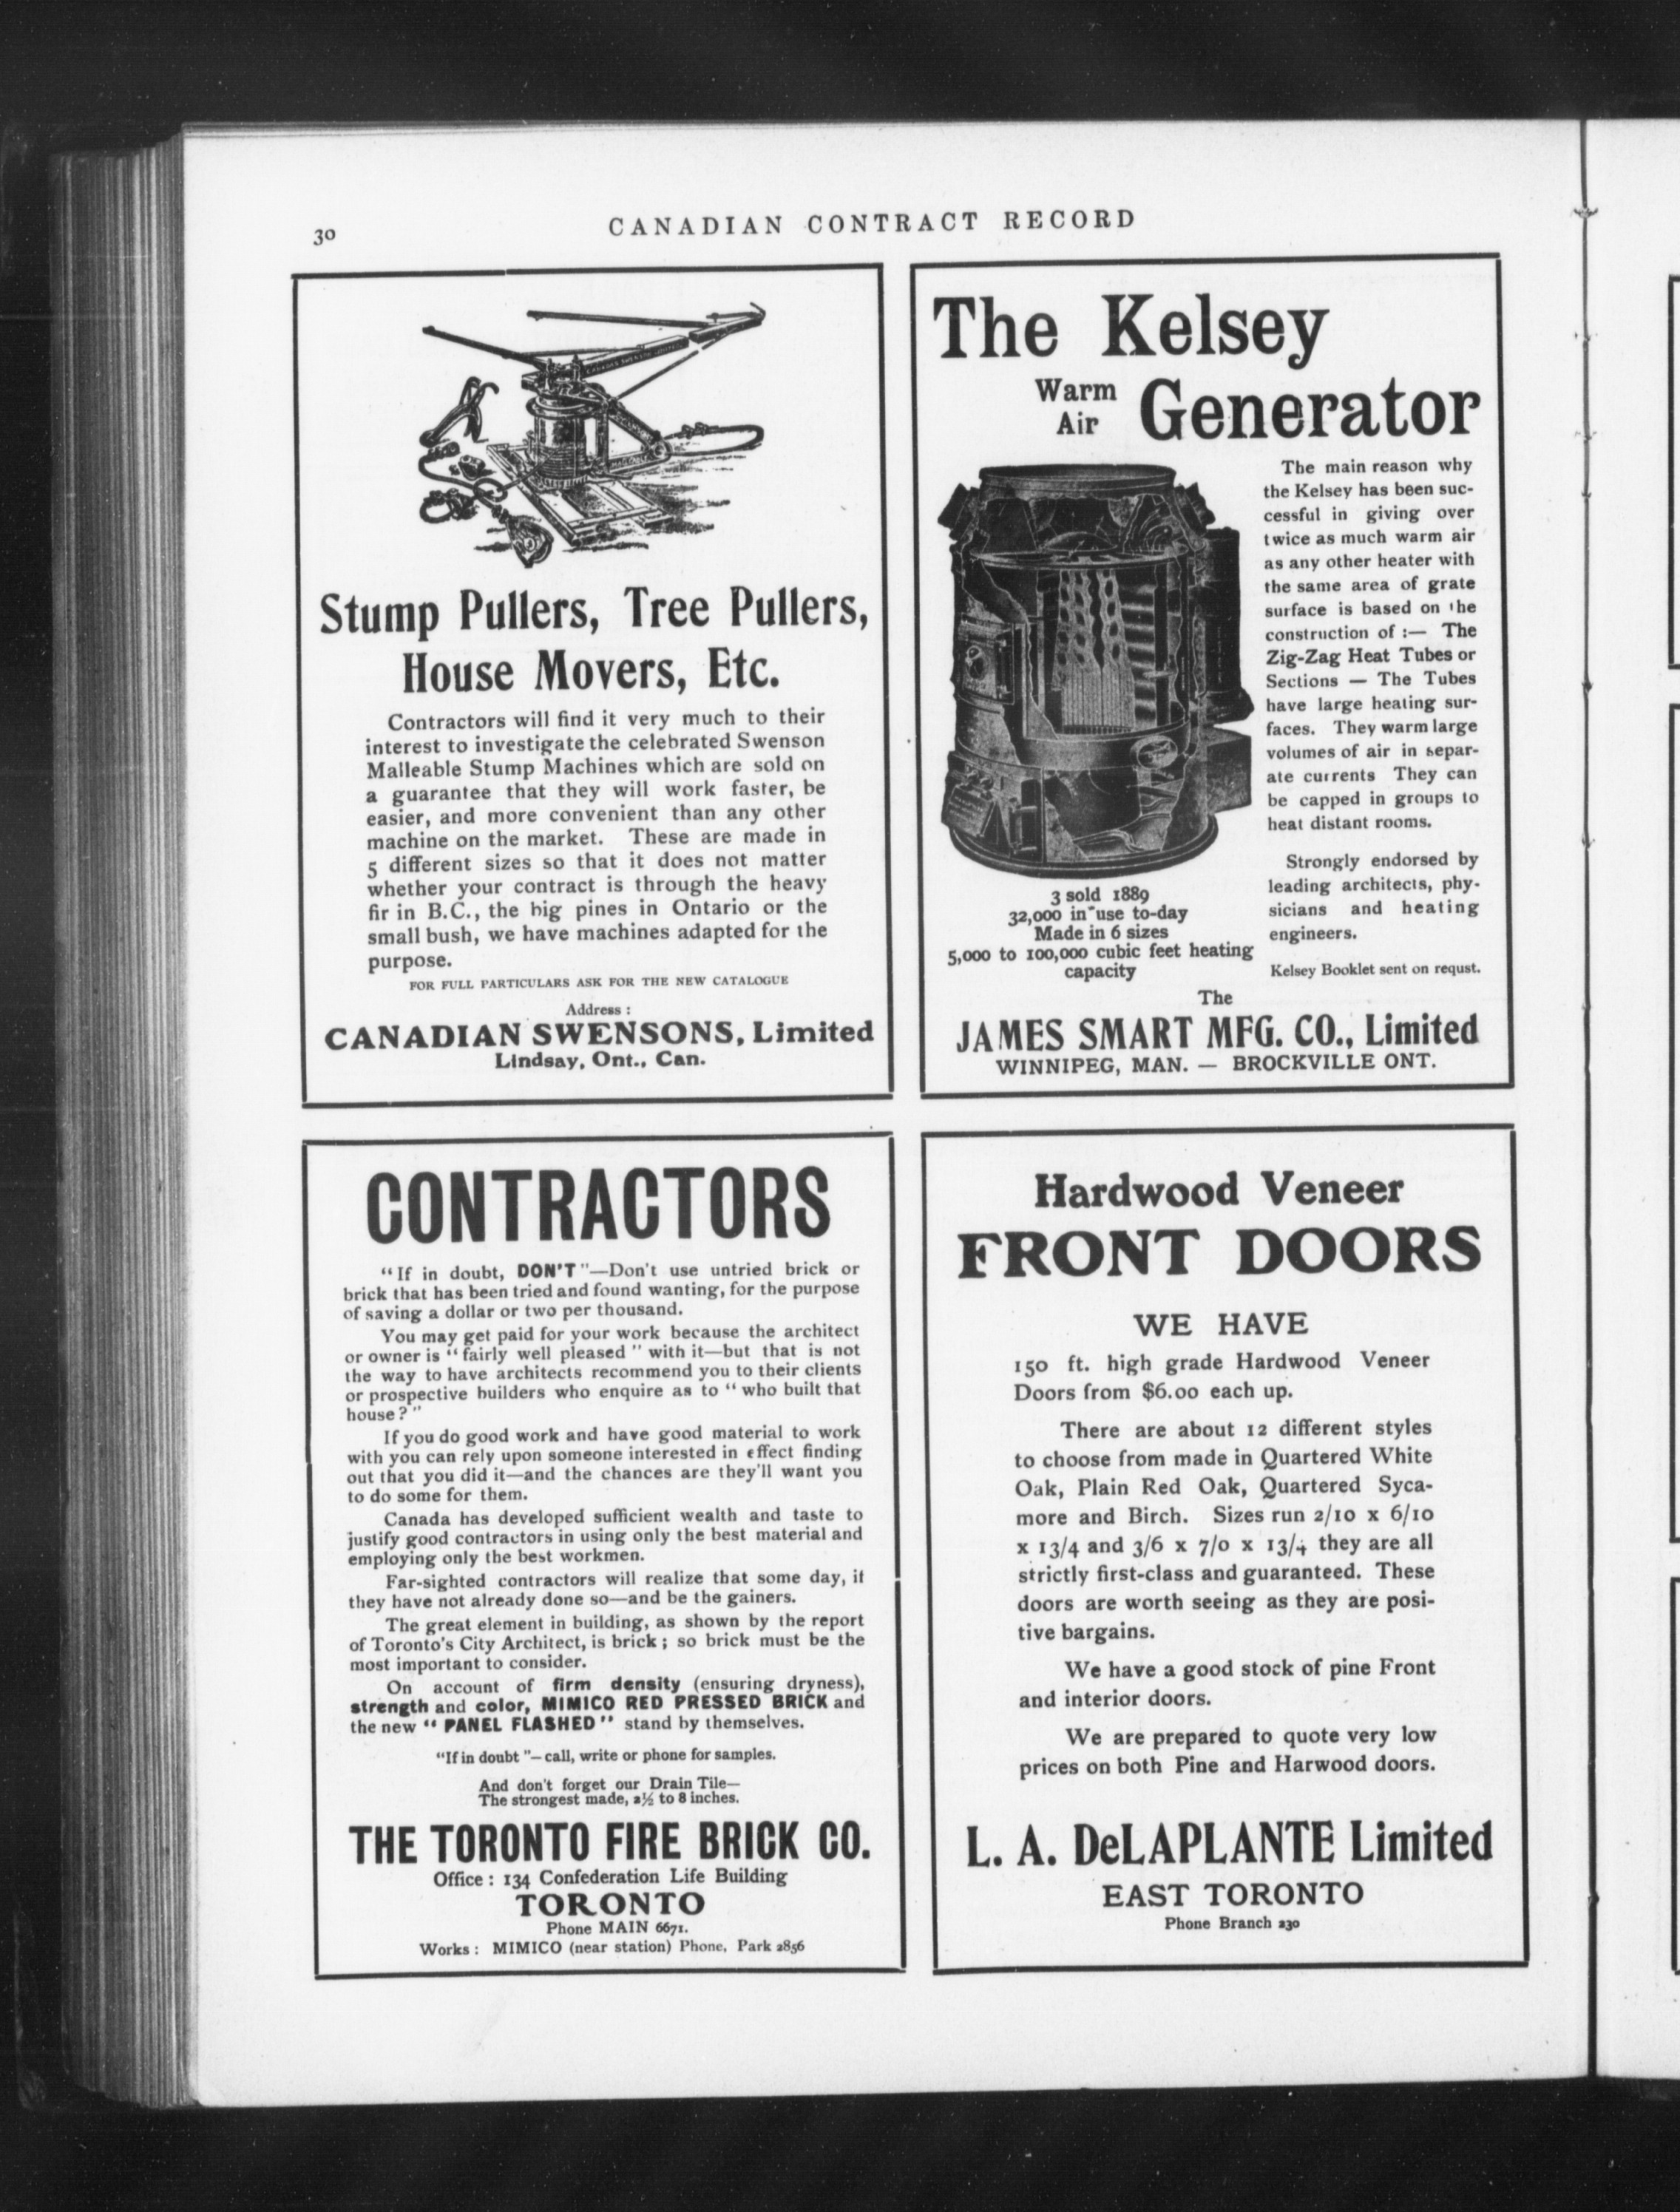 30
CANADIAN CONTRACT RECORD
Stump Pullers, Tree Pullers,
House Movers, Etc.
Contractors will find it very much to their
interest to investigate the celebrated Swenson
Malleable Stump Machines which are sold on
a guarantee that they will work faster, be
easier, and more convenient than any other
machine on the market. These are made in
5 different sizes so that it does not matter
whether your contract is through the heavy
fir in B.C., the big pines in Ontario or the
small bush, we have machines adapted for the
purpose.
FOR FULL PARTICULARS ASK FOR THE NEW CATALOGUE
Address :
CANADIAN SWENSONS, Limited
Lindsay, Ont., Can.
The Kelsey
Warm
Air
Generator
The main reason why
the Kelsey has been suc-
cessful in giving over
twice as much warm air
as any other heater with
the same area of grate
surface is based on 'he
construction of :— The
Zig-Zag Heat Tubes or
Sections — The Tubes
have large heating sur-
faces. They warm large
volumes of air in separ-
ate currents They can
be capped in groups to
heat distant rooms.
Strongly endorsed by
leading architects, phy-
sicians and heating
engineers.
Kelsey Booklet sent on requst.
3 sold 1889
32,000 in use to-day
Made in 6 sizes
5,000 to 100,000 cubic feet heating
capacity
The
JAMES SMART MFG. CO., Limited
WINNIPEG, MAN. — BROCKVILLE ONT.
CONTRACTORS
"If in doubt, DON'T"—Don't use untried brick or
brick that has been tried and found wanting, for the purpose
of saving a dollar or two per thousand.
You may get paid for your work because the architect
or owner is "fairly well pleased" with it—but that is not
the way to have architects recommend you to their clients
or prospective builders who enquire as to "who built that
house?"
If you do good work and have good material to work
with you can rely upon someone interested in effect finding
out that you did it—and the chances are they'll want you
to do some for them.
Canada has developed sufficient wealth and taste to
justify good contractors in using only the best material and
employing only the best workmen.
Far-sighted contractors will realize that some day, if
they have not already done so—and be the gainers.
The great element in building, as shown by the report
of Toronto's City Architect, is brick; so brick must be the
most important to consider.
On account of firm density (ensuring dryness),
strength and color, MIMICO RED PRESSED BRICK and
the new "PANEL FLASHED" stand by themselves.
"If in doubt"—call, write or phone for samples.
And don't forget our Drain Tile—
The strongest made, 2½ to 8 inches.
THE TORONTO FIRE BRICK CO.
Office : 134 Confederation Life Building
TORONTO
Phone MAIN 6671.
Works : MIMICO (near station) Phone, Park 2856
Hardwood Veneer
FRONT DOORS
WE HAVE
150 ft. high grade Hardwood Veneer
Doors from $6.00 each up.
There are about 12 different styles
to choose from made in Quartered White
Oak, Plain Red Oak, Quartered Syca-
more and Birch. Sizes run 2/10 x 6/10
x 13/4 and 3/6 x 7/0 x 13/4 they are all
strictly first-class and guaranteed. These
doors are worth seeing as they are posi-
tive bargains.
We have a good stock of pine Front
and interior doors.
We are prepared to quote very low
prices on both Pine and Harwood doors.
L. A. DeLAPLANTE Limited
EAST TORONTO
Phone Branch 230